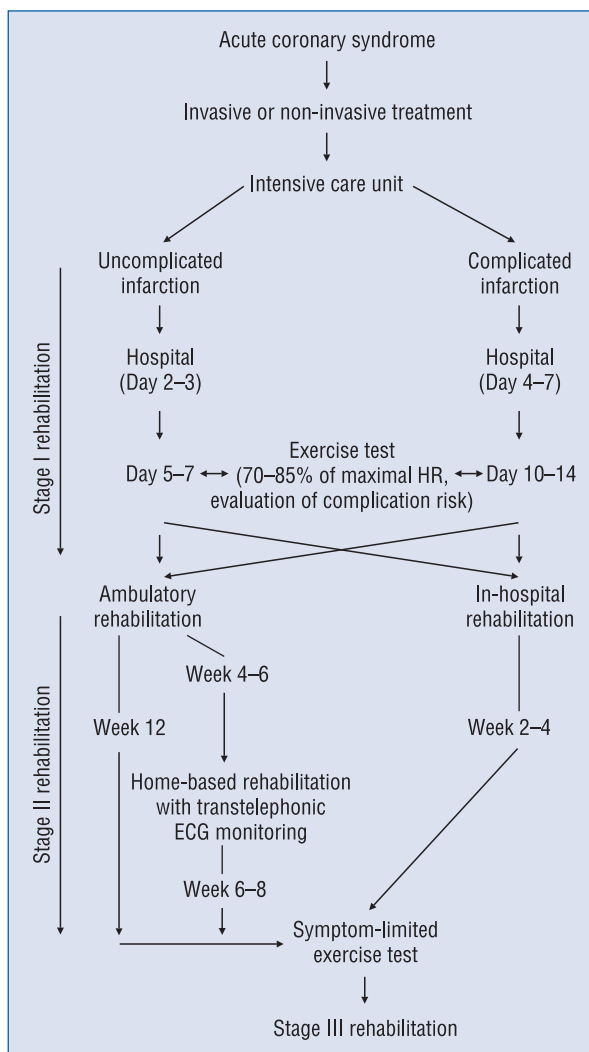 Acute coronary syndrome
Invasive or non-invasive treatment
Intensive care unit
Uncomplicated
infarction
Complicated
infarction
Stage I rehabilitation
Hospital
(Day 2–3)
Hospital
(Day 4–7)
Day 5–7
Exercise test
(70–85% of maximal HR,
evaluation of complication risk)
Day 10–14
Ambulatory
rehabilitation
In-hospital
rehabilitation
Stage II rehabilitation
Week 4–6
Week 12
Week 2–4
Home-based rehabilitation
with transtelephonic
ECG monitoring
Week 6–8
Symptom-limited
exercise test
Stage III rehabilitation